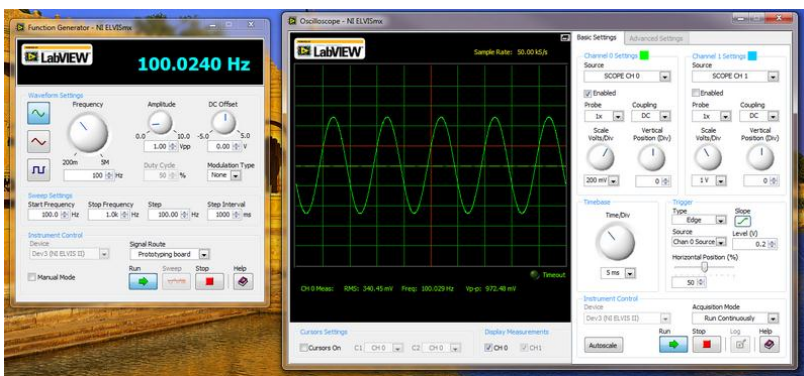 Function Generator - NI ELVISmx
LabVIEW
100.0240 Hz
Waveform Settings
Frequency
Amplitude
DC Offset
0.0
10.0
-5.0
5.0
200m
5M
1.00
Vpp
0.00
V
Duty Cycle
Modulation Type
100
Hz
50
%
None
Sweep Settings
Start Frequency
Stop Frequency
Step
Step Interval
100.0
Hz
1.0k
Hz
100.00
Hz
1000
ms
Instrument Control
Device
Signal Route
Dev3 (NI ELVIS II)
Prototyping board
Manual Mode
Run
Sweep
Stop
Help
Oscilloscope - NI ELVISmx
LabVIEW
Sample Rate: 50.00 kS/s
Timeout
CH 0 Meas: RMS: 340.45 mV Freq: 100.029 Hz Vp-p: 972.48 mV
Cursors Settings
Cursors On
C1
CH 0
C2
CH 0
Display Measurements
CH 0
CH1
Basic Settings
Advanced Settings
Channel 0 Settings
Source
SCOPE CH 0
Enabled
Probe
Coupling
1x
DC
Scale
Volts/Div
Vertical
Position (Div)
200 mV
0
Channel 1 Settings
Source
SCOPE CH 1
Enabled
Probe
Coupling
1x
DC
Scale
Volts/Div
Vertical
Position (Div)
1 V
0
Timebase
Time/Div
5 ms
Trigger
Type
Slope
Edge
Source
Level (V)
Chan 0 Source
0.2
Horizontal Position (%)
50
Instrument Control
Device
Acquisition Mode
Dev3 (NI ELVIS II)
Run Continuously
Run
Stop
Log
Help
Autoscale